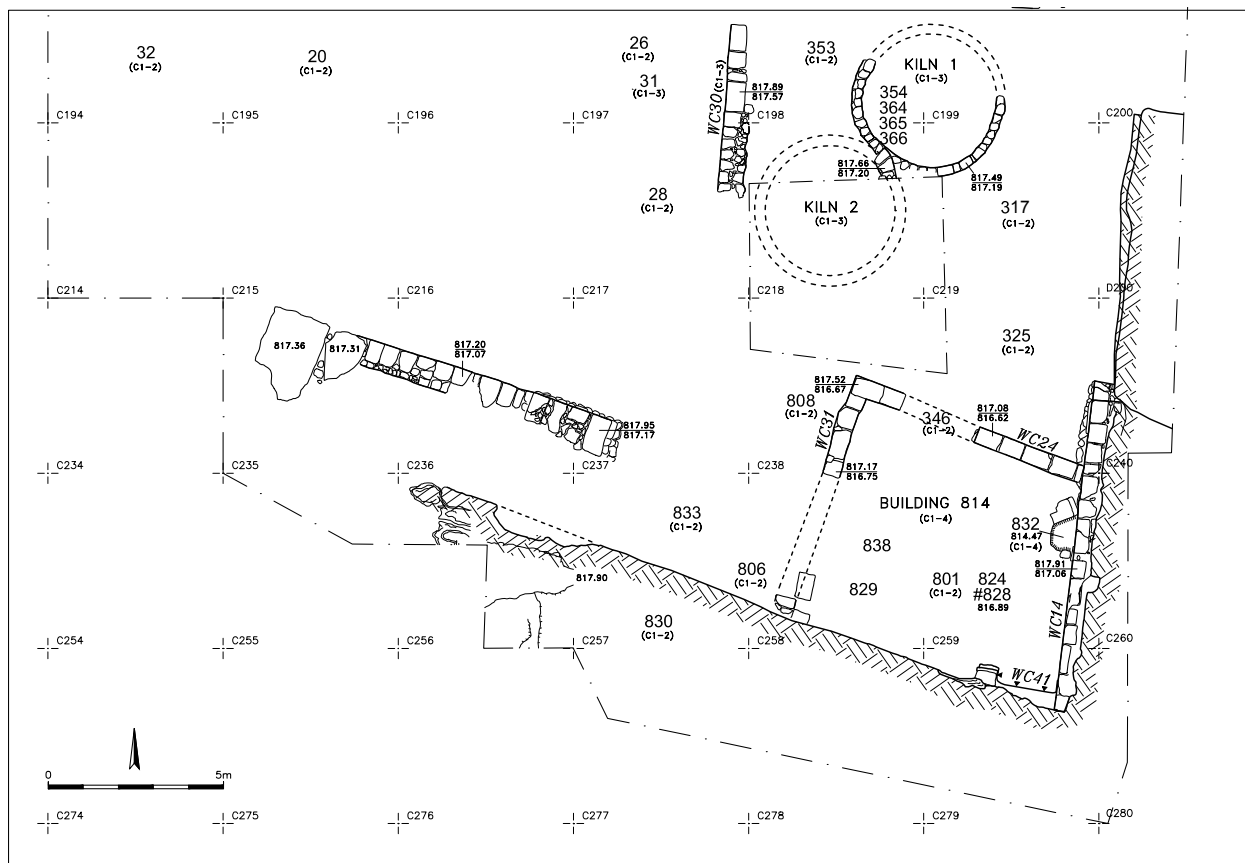 32
(C1-2)
20
(C1-2)
26
(C1-2)
31
(C1-3)
WC30(C1-3)
817.89
817.57
353
(C1-2)
KILN 1
(C1-3)
354
364
365
366
C194
C195
C196
C197
C198
C199
C200
817.66
817.20
817.49
817.19
28
(C1-2)
KILN 2
(C1-3)
317
(C1-2)
C214
C215
C216
C217
C218
C219
D200
817.36
817.31
817.20
817.07
325
(C1-2)
808
(C1-2)
817.52
816.67
346
(C1-2)
817.08
816.62
WC24
WC31
817.95
817.17
817.17
816.75
C234
C235
C236
C237
C238
C240
BUILDING 814
(C1-4)
833
(C1-2)
832
814.47
(C1-4)
838
817.91
817.06
806
(C1-2)
817.90
829
801
(C1-2)
824
#828
816.89
830
(C1-2)
WC14
C254
C255
C256
C257
C258
C259
C260
WC41
0
5m
C274
C275
C276
C277
C278
C279
C280